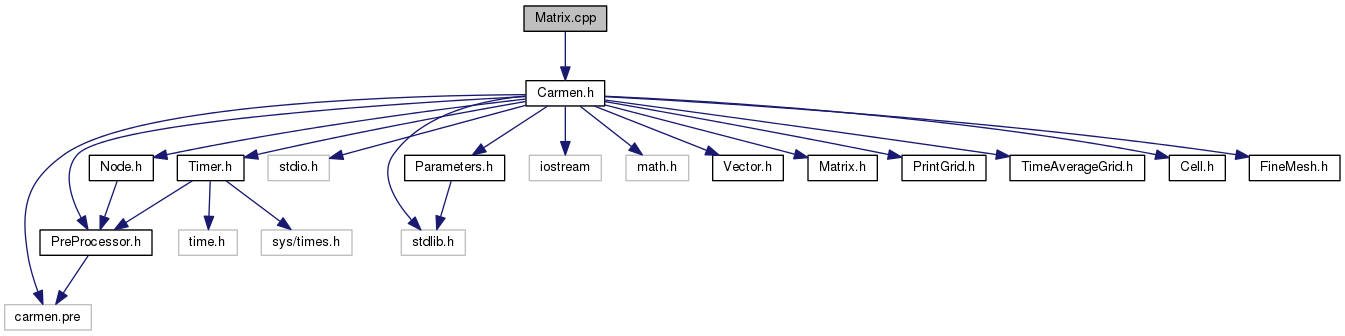 Matrix.cpp
Carmen.h
Node.h
Timer.h
stdio.h
Parameters.h
iostream
math.h
Vector.h
Matrix.h
PrintGrid.h
TimeAverageGrid.h
Cell.h
FineMesh.h
PreProcessor.h
time.h
sys/times.h
stdlib.h
carmen.pre